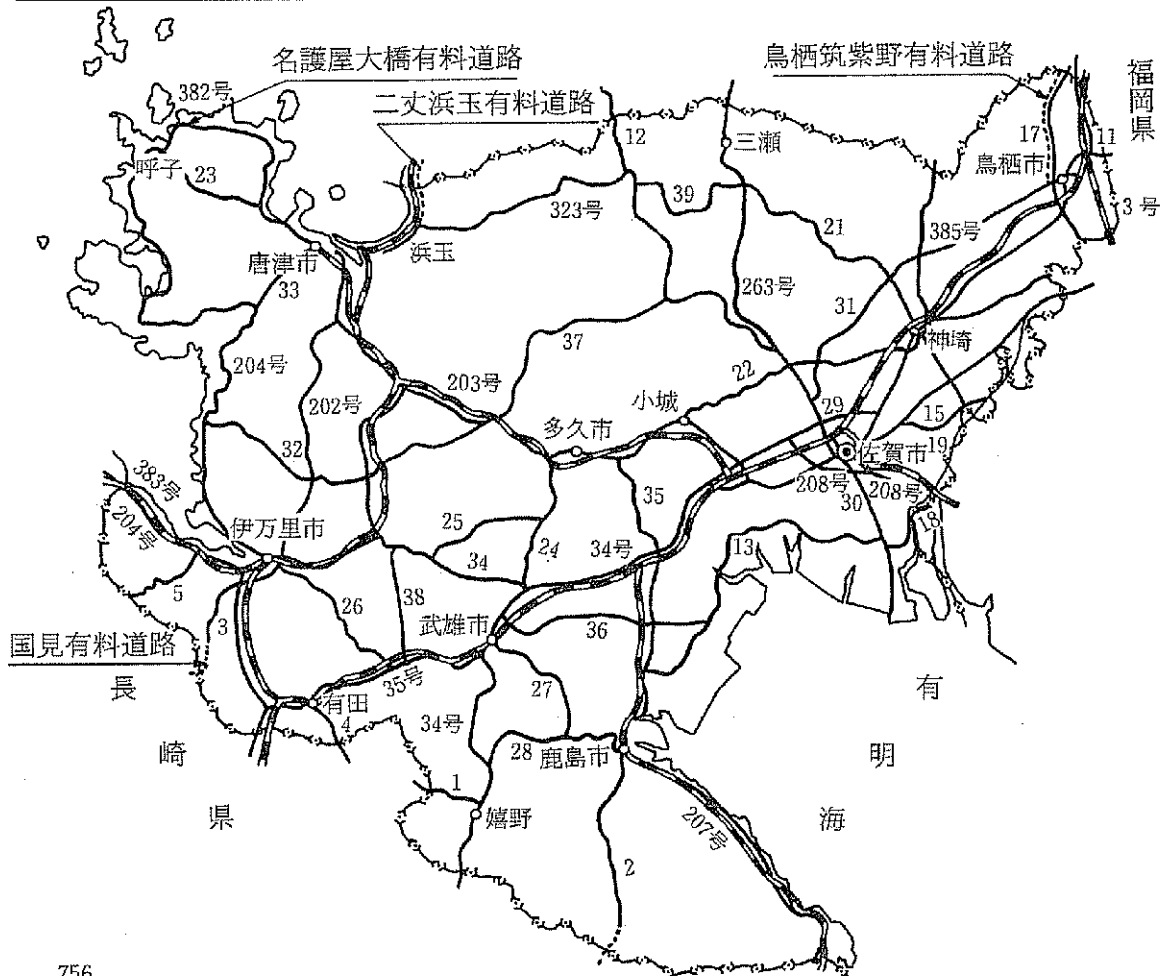 名護屋大橋有料道路
鳥栖筑紫野有料道路
福岡県
382号
二丈浜玉有料道路
12
三瀬
17
11
呼子
23
鳥栖市
39
323号
3号
浜玉
21
385号
唐津市
33
263号
31
神埼
37
204号
203号
22
202号
小城
29
15
多久市
32
佐賀市
19
208号
208号
383号
35
30
18
204号
伊万里市
25
24
34号
13
34
5
26
38
3
武雄市
36
国見有料道路
35号
27
長崎県
有明海
有田
4
34号
28
鹿島市
1
嬉野
207号
2
756